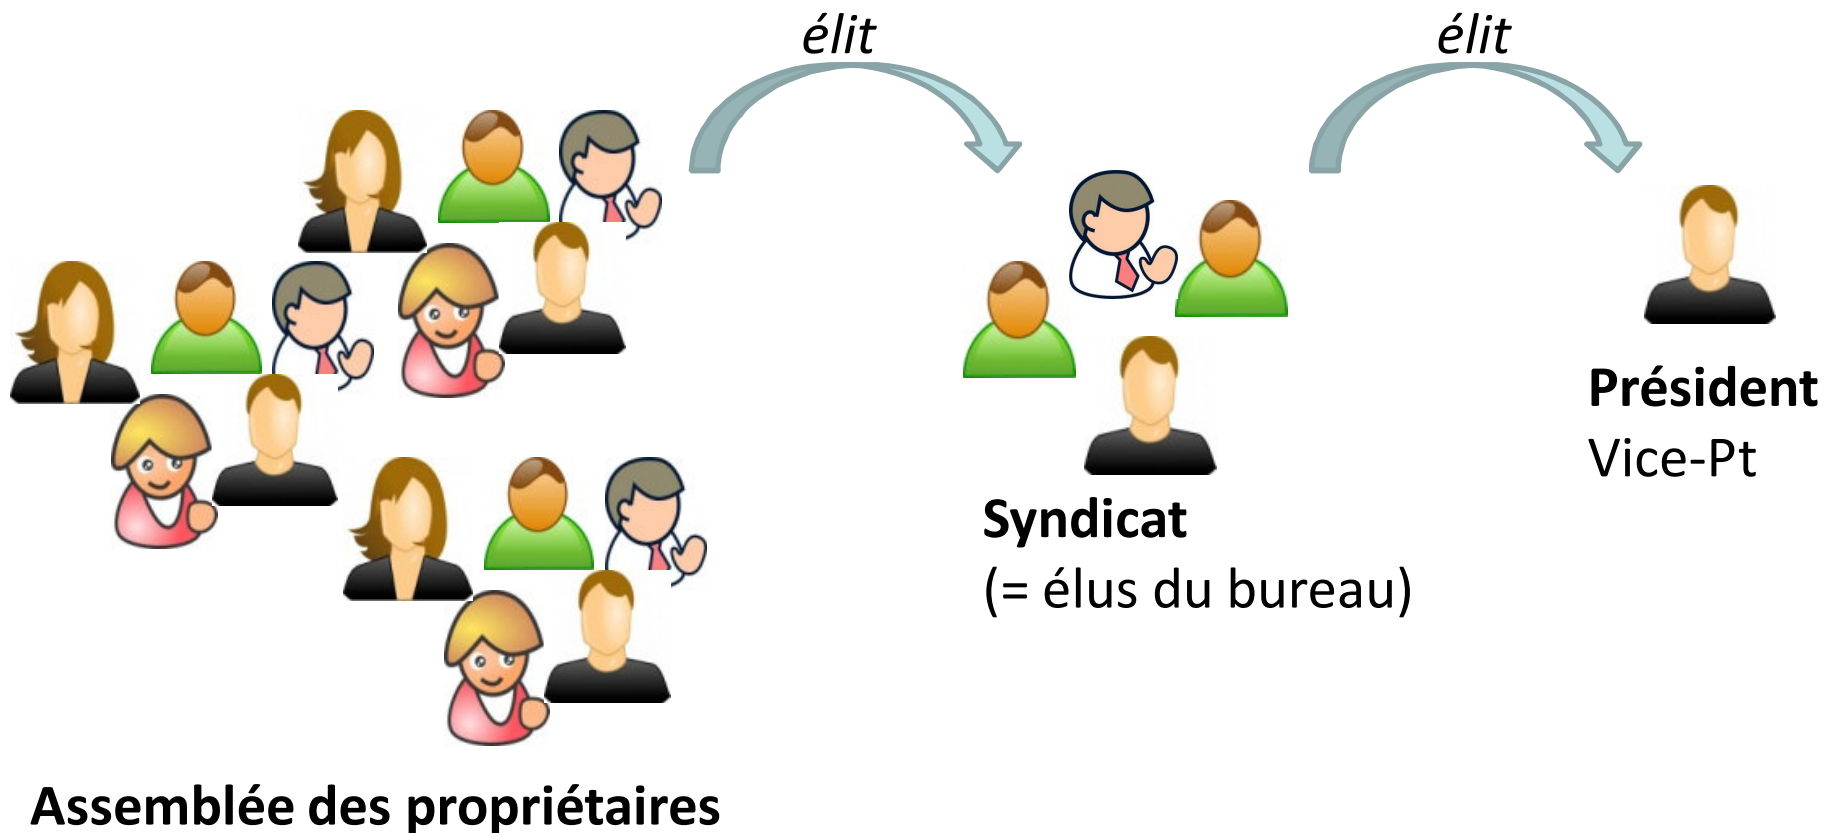 élit
élit
Président
Vice-Pt
Syndicat
(= élus du bureau)
Assemblée des propriétaires